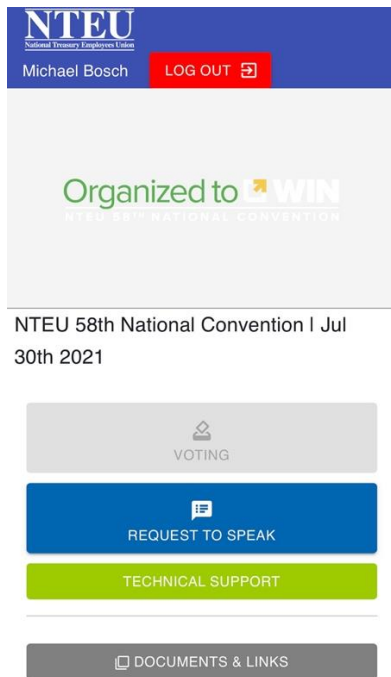 NTEU
National Treasury Employees Union
Michael Bosch
LOG OUT
Organized to WIN
NTEU 58TH NATIONAL CONVENTION
NTEU 58th National Convention | Jul
30th 2021
VOTING
REQUEST TO SPEAK
TECHNICAL SUPPORT
DOCUMENTS & LINKS